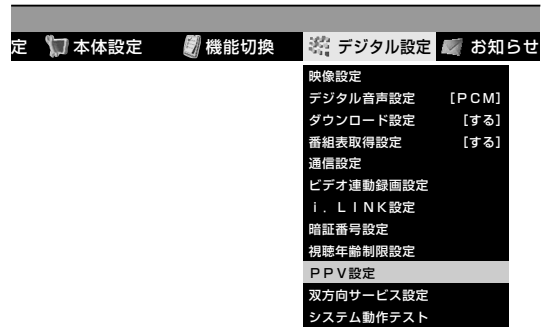 定 本体設定 機能切換 デジタル設定 お知らせ
映像設定
デジタル音声設定 [PCM]
ダウンロード設定 [する]
番組表取得設定 [する]
通信設定
ビデオ連動録画設定
i．LINK設定
暗証番号設定
視聴年齢制限設定
PPV設定
双方向サービス設定
システム動作テスト